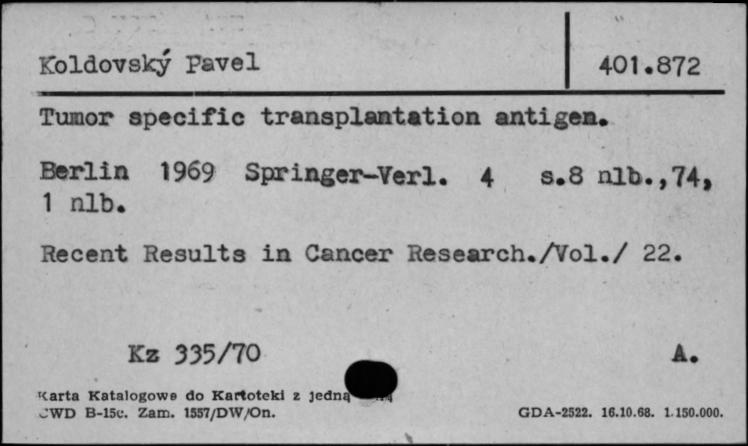 Koldovský Pavel 401.872
Tumor specific transplantation antigen.
Berlin 1969 Springer-Verl. 4 s.8 nlb.,74,
1 nlb.
Recent Results in Cancer Research./Vol./ 22.
Kz 335/70 A.
Karta Katalogowa do Kartoteki z jedną
CWD B-15c. Zam. 1557/DW/On. GDA-2522. 16.10.68. 1.150.000.